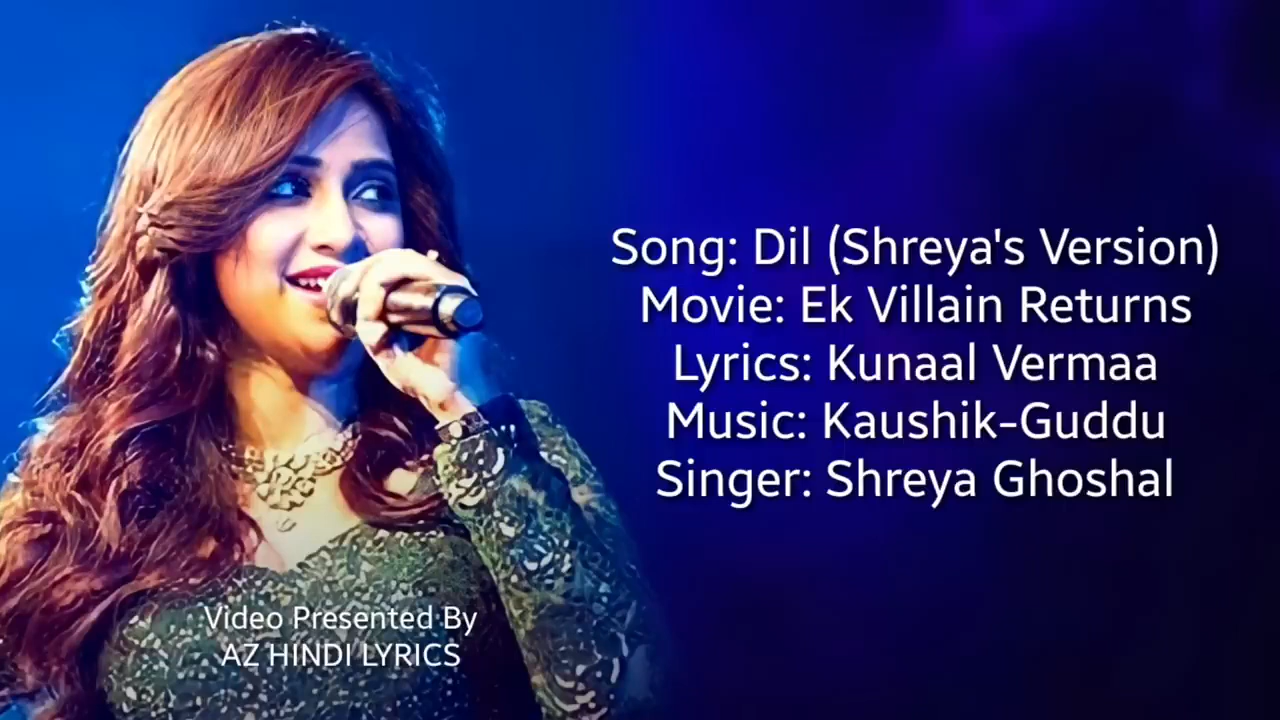 Song: Dil (Shreya's Version)
Movie: Ek Villain Returns
Lyrics: Kunaal Vermaa
Music: Kaushik-Guddu
Singer: Shreya Ghoshal
Video Presented By
AZ HINDI LYRICS